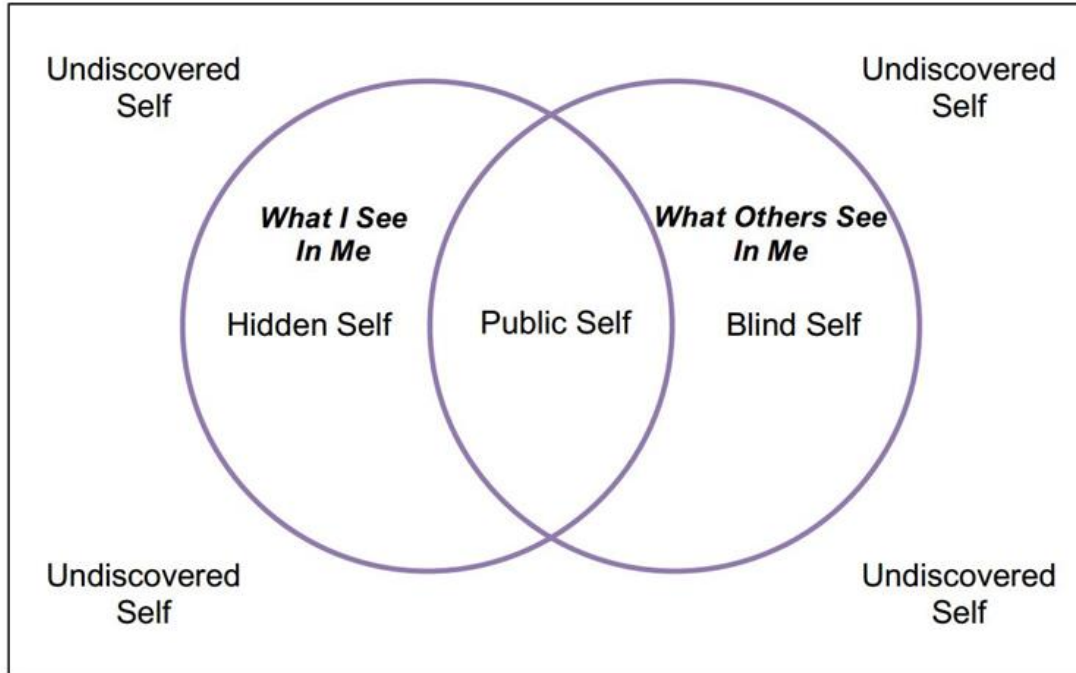 Undiscovered
Self
Undiscovered
Self
What I See
In Me
What Others See
In Me
Hidden Self
Public Self
Blind Self
Undiscovered
Self
Undiscovered
Self